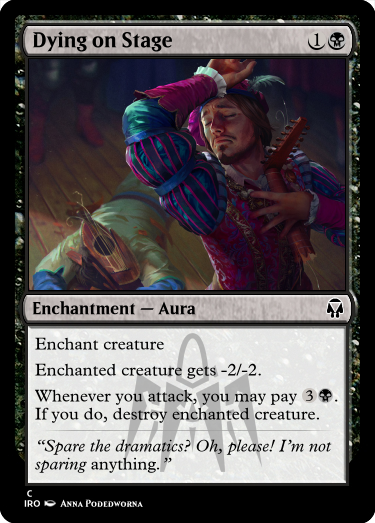 Dying on Stage 1
Enchantment — Aura
Enchant creature
Enchanted creature gets -2/-2.
Whenever you attack, you may pay 3.
If you do, destroy enchanted creature.
“Spare the dramatics? Oh, please! I’m not
sparing anything.”
C
IRO Anna Podedworna